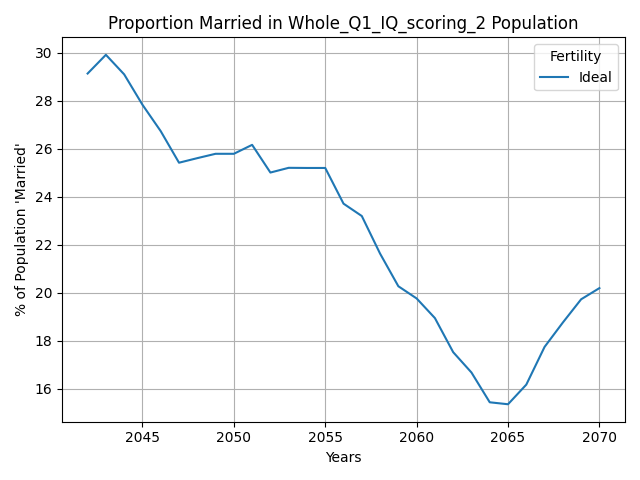 Proportion Married in Whole_Q1_IQ_scoring_2 Population
Fertility
Ideal
% of Population 'Married'
30
28
26
24
22
20
18
16
2045
2050
2055
2060
2065
2070
Years